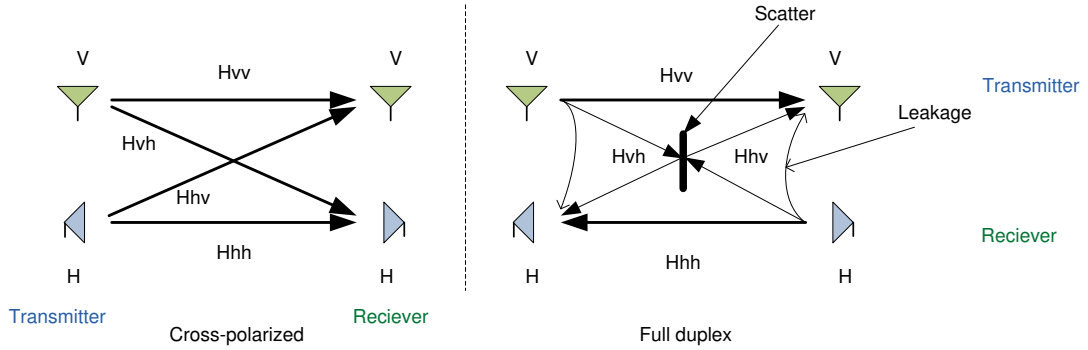 V
V
Hvv
Hvh
Hhv
Hhh
H
H
Transmitter
Cross-polarized
Reciever
Scatter
V
V
Hvv
Transmitter
Leakage
Hvh
Hhv
Hhh
Reciever
H
H
Full duplex